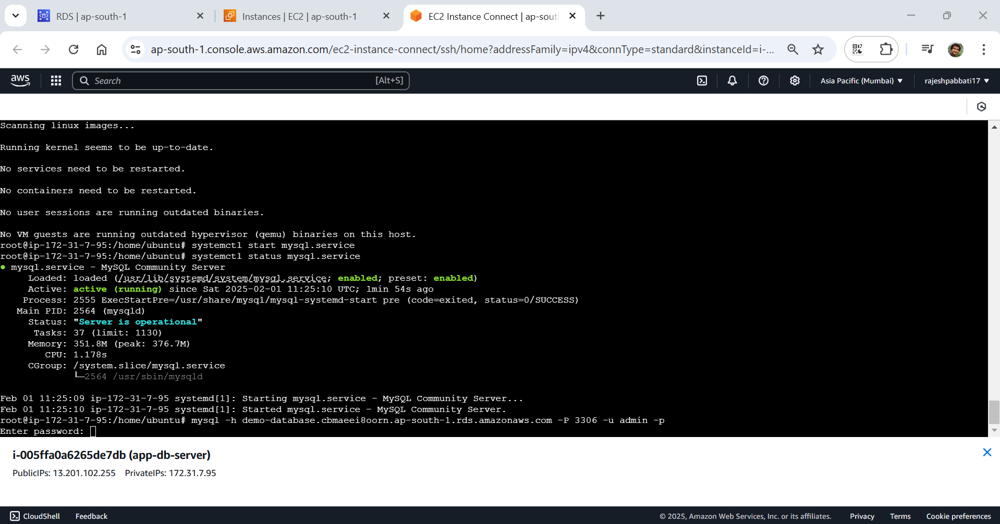 RDS | ap-south-1
Instances | EC2 | ap-south-1
EC2 Instance Connect | ap-sout
ap-south-1.console.aws.amazon.com/ec2-instance-connect/ssh/home?addressFamily=ipv4&connType=standard&instanceId=i-...
aws
Search
[Alt+S]
Asia Pacific (Mumbai) ▼
rajeshpabbati17 ▼
Scanning linux images...
Running kernel seems to be up-to-date.
No services need to be restarted.
No containers need to be restarted.
No user sessions are running outdated binaries.
No VM guests are running outdated hypervisor (qemu) binaries on this host.
root@ip-172-31-7-95:/home/ubuntu# systemctl start mysql.service
root@ip-172-31-7-95:/home/ubuntu# systemctl status mysql.service
● mysql.service - MySQL Community Server
Loaded: loaded (/usr/lib/systemd/system/mysql.service; enabled; preset: enabled)
Active: active (running) since Sat 2025-02-01 11:25:10 UTC; 1min 54s ago
Process: 2555 ExecStartPre=/usr/share/mysql/mysql-systemd-start pre (code=exited, status=0/SUCCESS)
Main PID: 2564 (mysqld)
Status: "Server is operational"
Tasks: 37 (limit: 1130)
Memory: 351.8M (peak: 376.7M)
CPU: 1.178s
CGroup: /system.slice/mysql.service
└─2564 /usr/sbin/mysqld
Feb 01 11:25:09 ip-172-31-7-95 systemd[1]: Starting mysql.service - MySQL Community Server...
Feb 01 11:25:10 ip-172-31-7-95 systemd[1]: Started mysql.service - MySQL Community Server.
root@ip-172-31-7-95:/home/ubuntu# mysql -h demo-database.cbmaeei8oorn.ap-south-1.rds.amazonaws.com -P 3306 -u admin -p
Enter password:
i-005ffa0a6265de7db (app-db-server)
PublicIPs: 13.201.102.255 PrivateIPs: 172.31.7.95
CloudShell
Feedback
© 2025, Amazon Web Services, Inc. or its affiliates.
Privacy
Terms
Cookie preferences